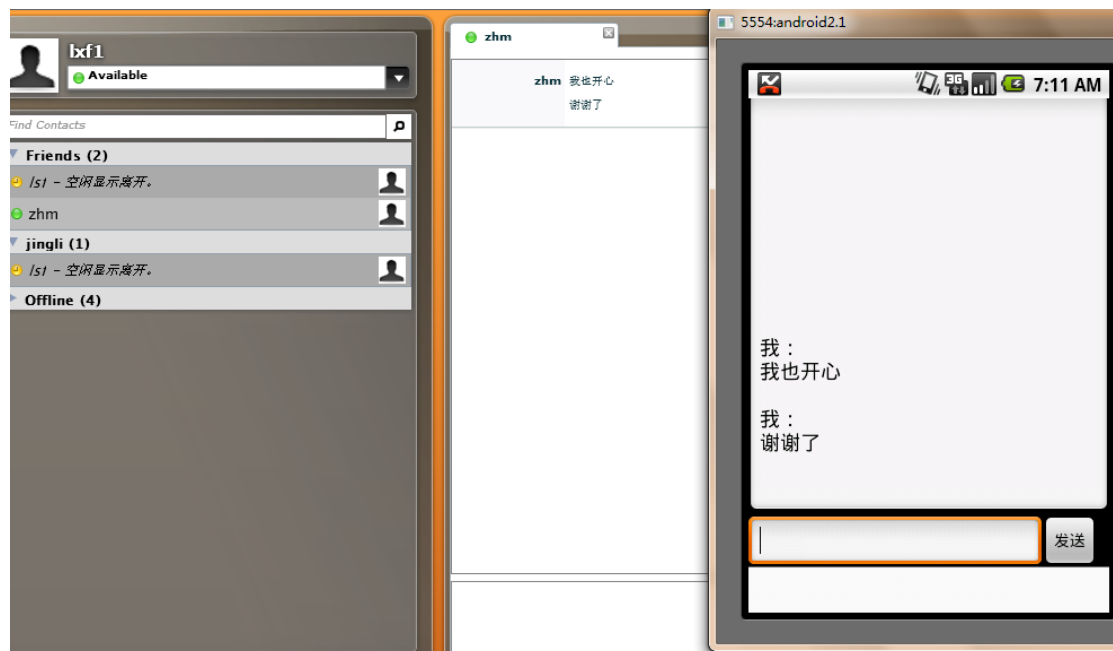 lxf1
Available
Find Contacts
Friends (2)
lst - 空闲显示离开。
zhm
jingli (1)
lst - 空闲显示离开。
Offline (4)
zhm
zhm 我也开心
谢谢了
5554:android2.1
3G 7:11 AM
我：
我也开心
我：
谢谢了
发送